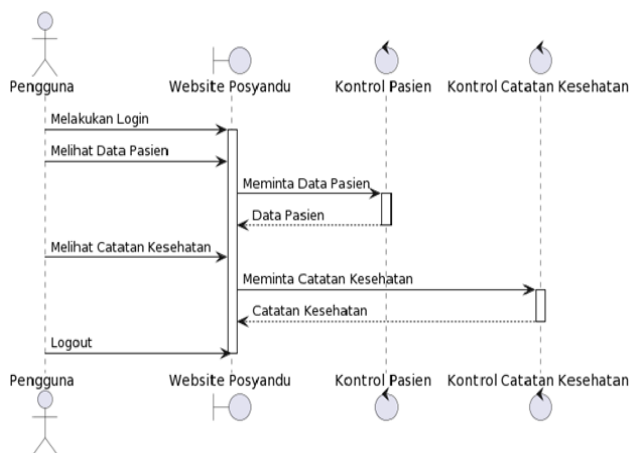 Pengguna
Website Posyandu
Kontrol Pasien
Kontrol Catatan Kesehatan
Melakukan Login
Melihat Data Pasien
Meminta Data Pasien
Data Pasien
Melihat Catatan Kesehatan
Meminta Catatan Kesehatan
Catatan Kesehatan
Logout
Pengguna
Website Posyandu
Kontrol Pasien
Kontrol Catatan Kesehatan